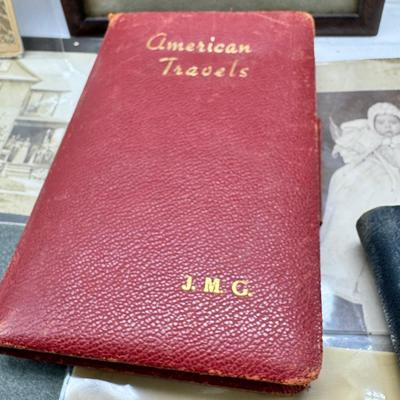 American
Travels
J. M. G.